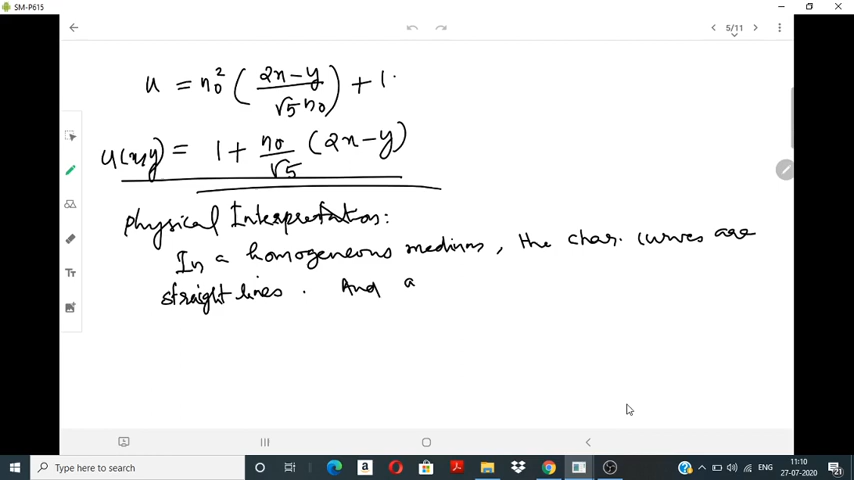 SM-P615
5/11
u = n₀² ( (2x-y) / (√5 n₀) ) + 1.
u(x,y) = 1 + n₀/√5 (2x-y)
Physical Interpretation:
In a homogeneous medium, the char. curves are
straight lines. And a
Type here to search
ENG
11:10
27-07-2020
21